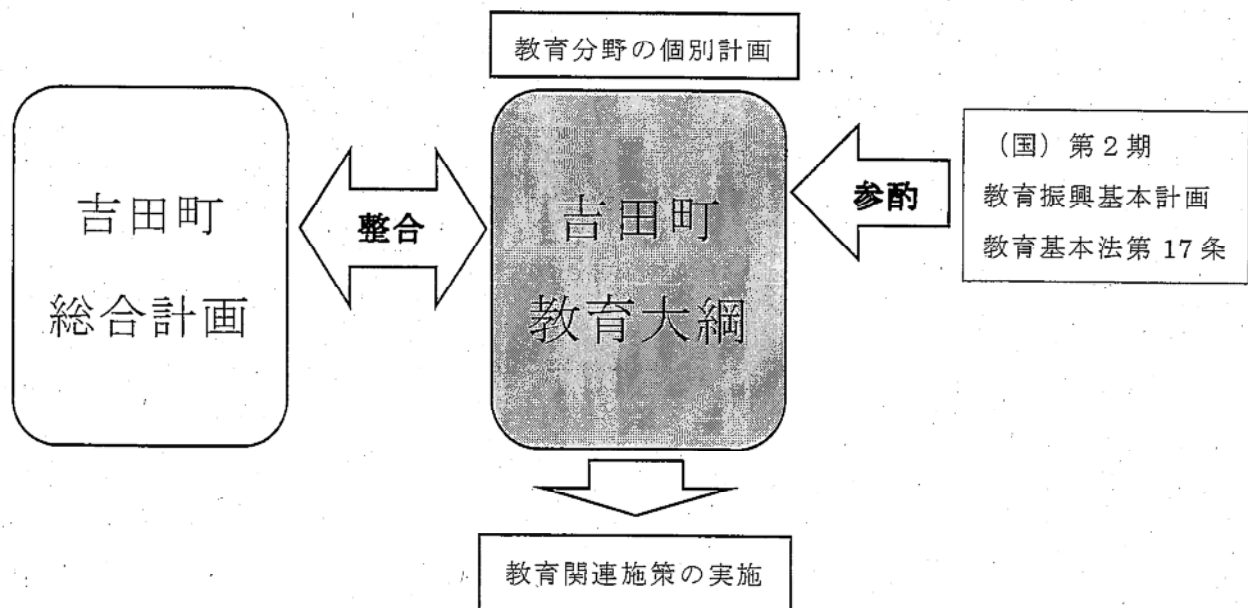 教育分野の個別計画
吉田町
総合計画
整合
吉田町
教育大綱
参酌
（国）第２期
教育振興基本計画
教育基本法第 17 条
教育関連施策の実施